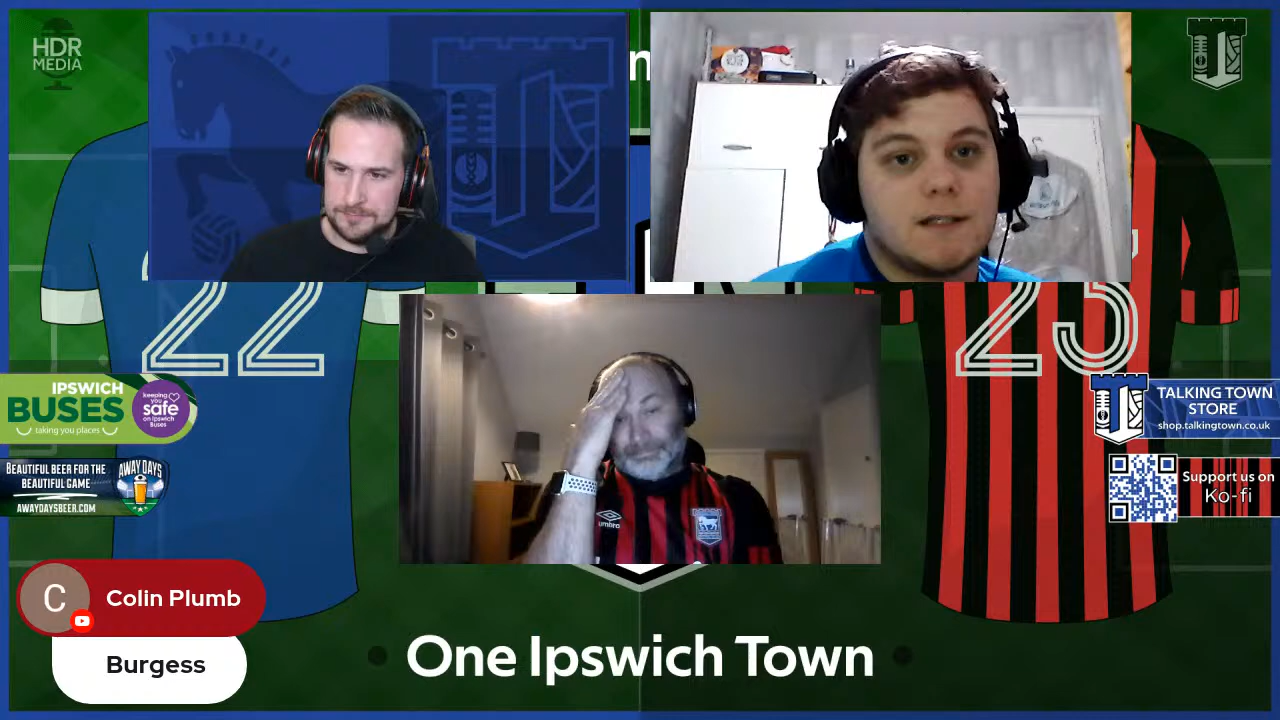 HDR
MEDIA
n
22
23
IPSWICH
BUSES
taking you places
keeping
you
safe
on Ipswich
Buses
TALKING TOWN
STORE
shop.talkingtown.co.uk
BEAUTIFUL BEER FOR THE
BEAUTIFUL GAME
AWAYDAYSBEER.COM
AWAY DAYS
Support us on
Ko-fi
umbro
C
Colin Plumb
Burgess
One Ipswich Town